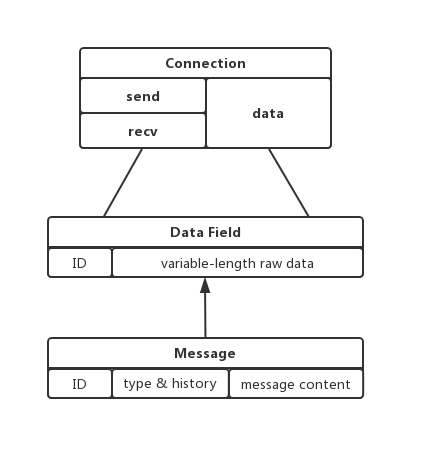 Connection
send
recv
data
Data Field
ID
variable-length raw data
Message
ID
type & history
message content